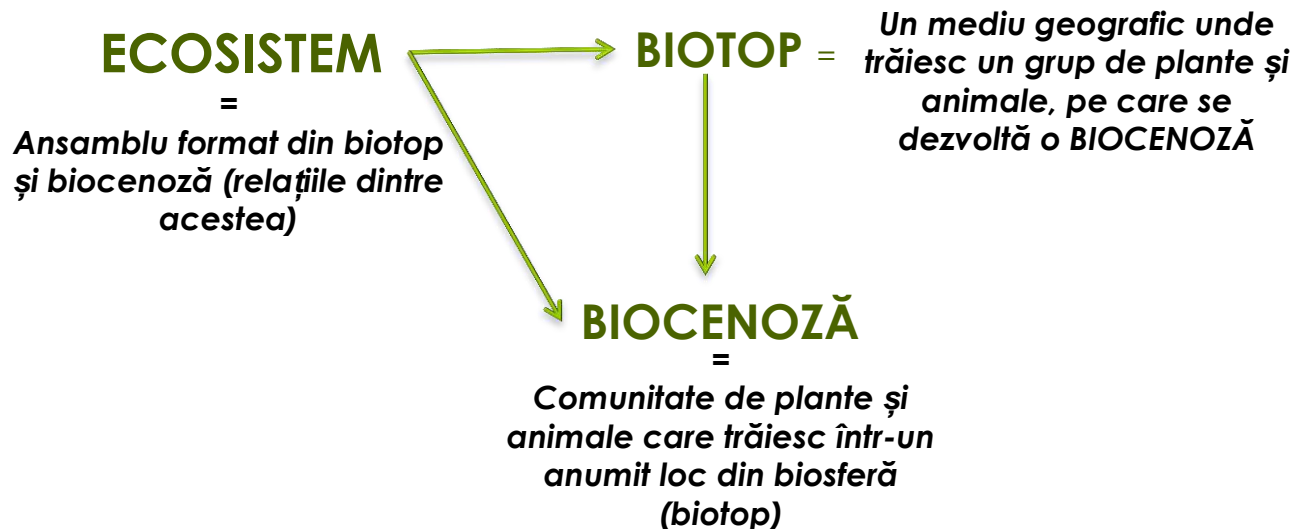 ECOSISTEM
=
Ansamblu format din biotop
și biocenoză (relațiile dintre
acestea)
BIOTOP =
Un mediu geografic unde
trăiesc un grup de plante și
animale, pe care se
dezvoltă o BIOCENOZĂ
BIOCENOZĂ
=
Comunitate de plante și
animale care trăiesc într-un
anumit loc din biosferă
(biotop)